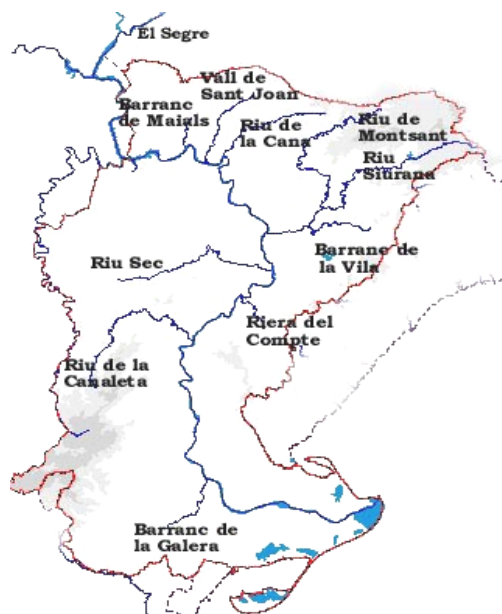 El Segre
Vall de
Sant Joan
Barranc
de Maials
Riu de
la Cana
Riu de
Montsant
Riu
Siurana
Barranc de
la Vila
Riu Sec
Riera del
Compte
Riu de la
Canaleta
Barranc de
la Galera